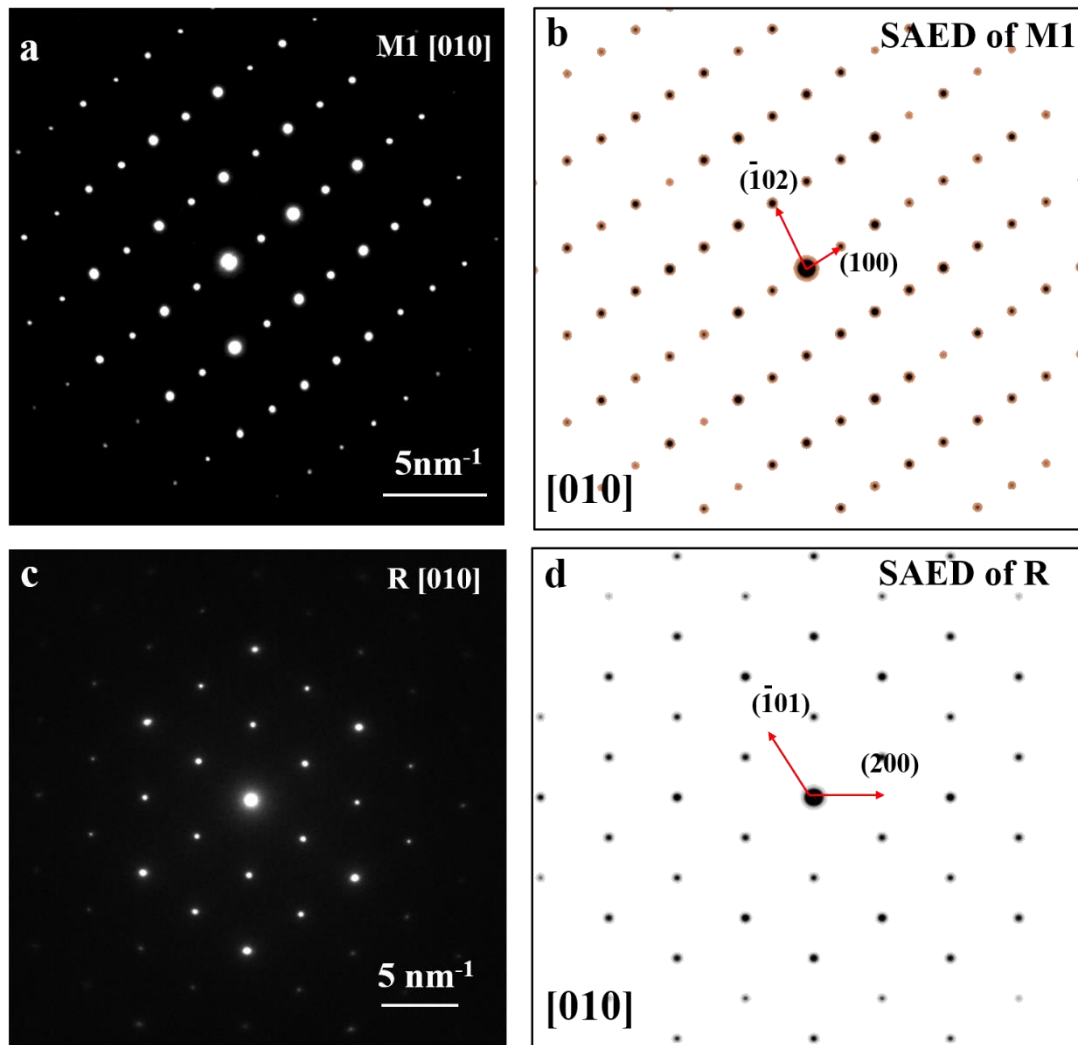 a
M1 [010]
5nm-1
b
SAED of M1
(1̄02)
(100)
[010]
c
R [010]
5 nm-1
d
SAED of R
(1̄01)
(200)
[010]